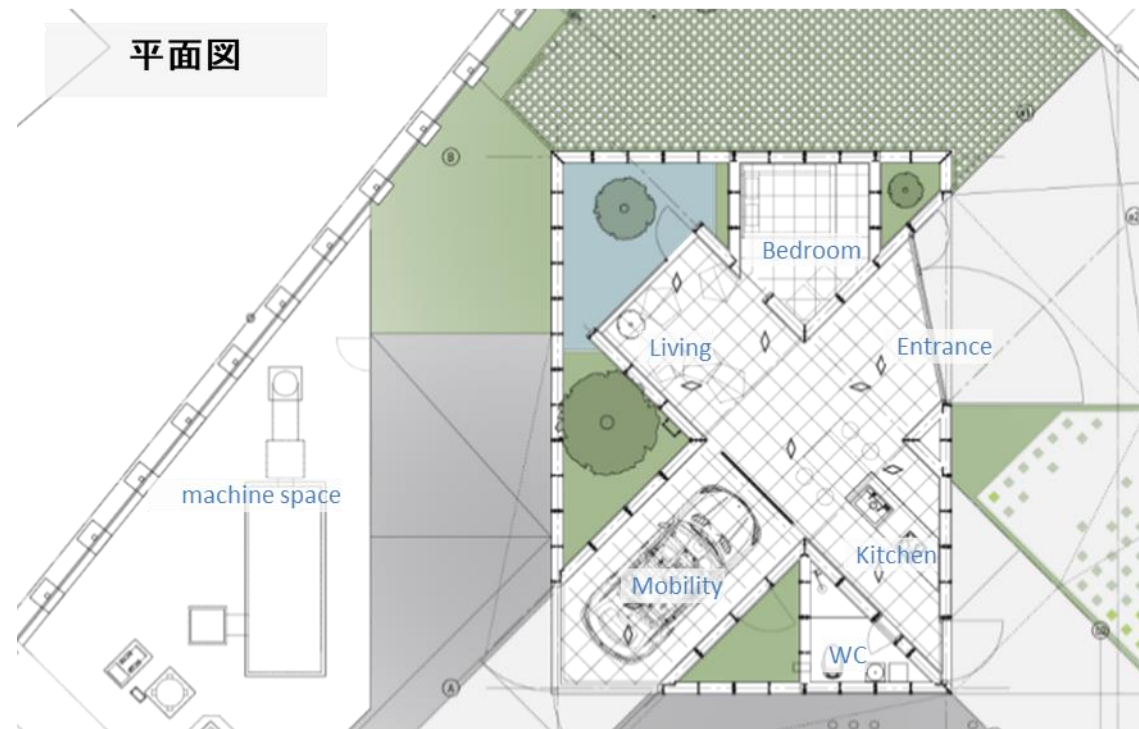 平面図
B
Bedroom
Living
Entrance
machine space
Kitchen
Mobility
WC
A